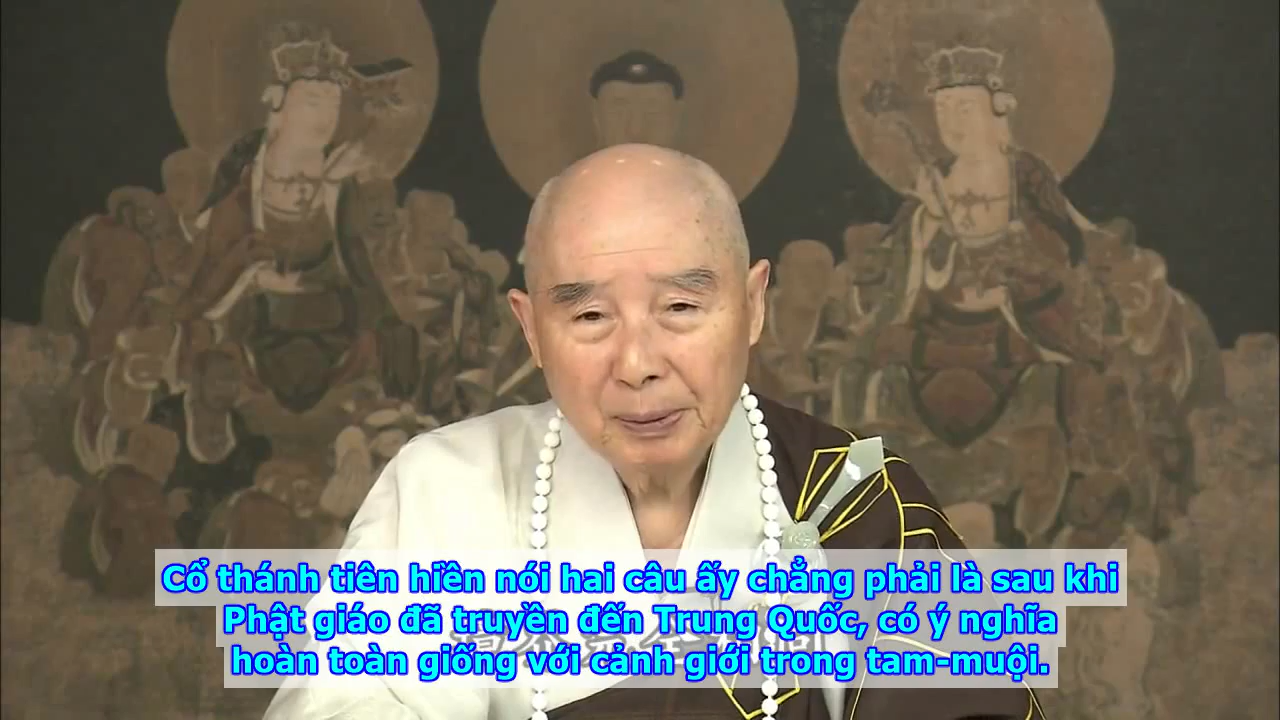 Cổ thánh tiên hiền nói hai câu ấy chẳng phải là sau khi
Phật giáo đã truyền đến Trung Quốc, có ý nghĩa
hoàn toàn giống với cảnh giới trong tam-muội.